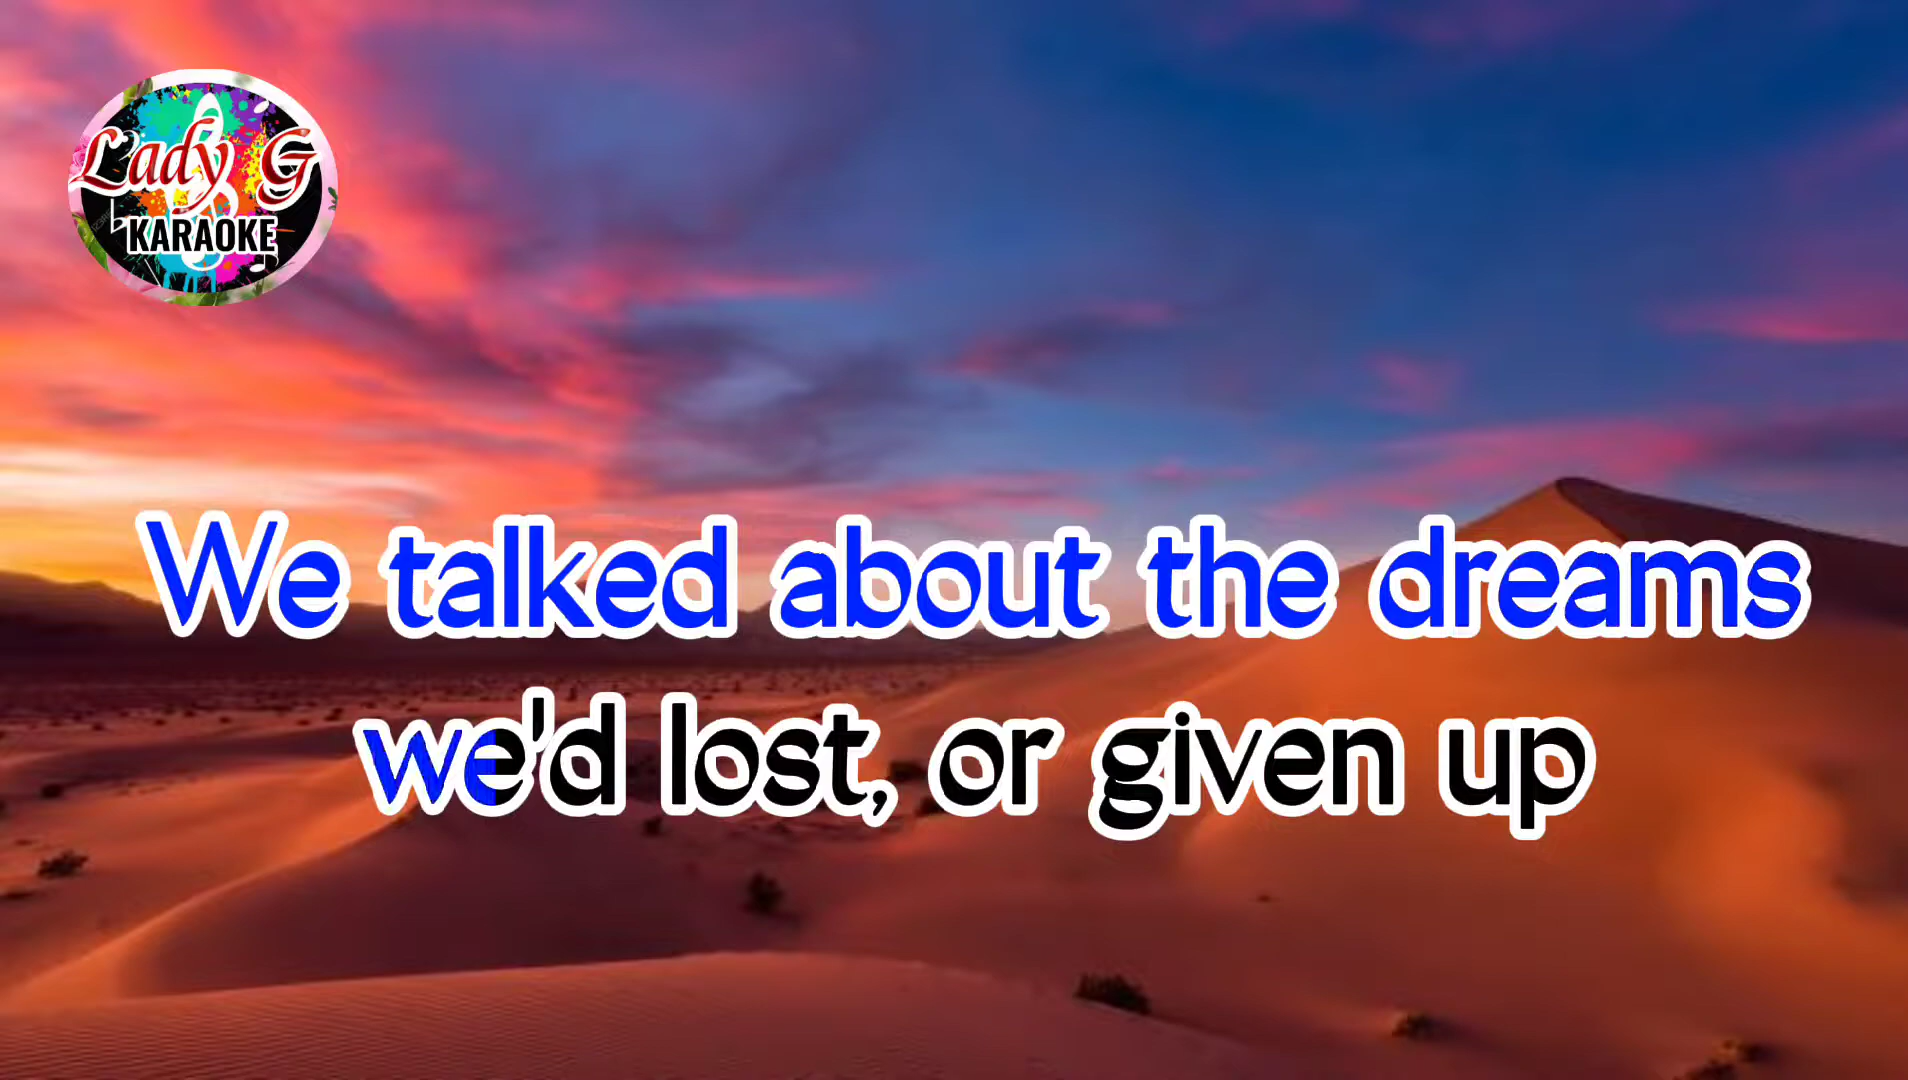 Lady G
KARAOKE
We talked about the dreams
we'd lost, or given up